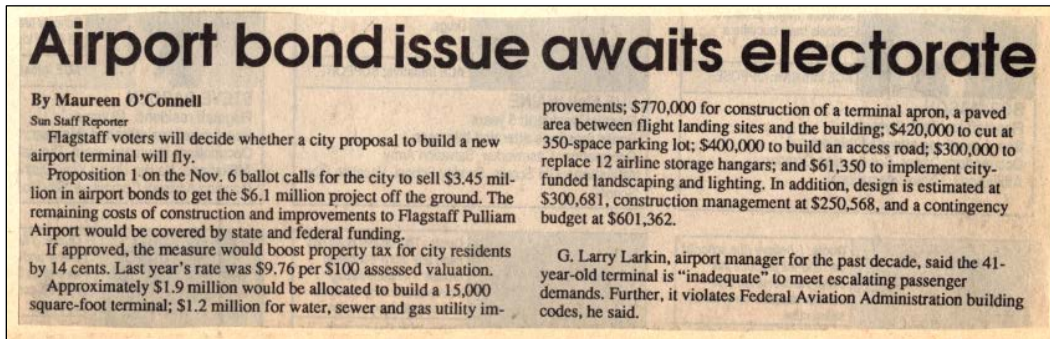 Airport bond issue awaits electorate
By Maureen O'Connell
Sun Staff Reporter
Flagstaff voters will decide whether a city proposal to build a new
airport terminal will fly.
Proposition 1 on the Nov. 6 ballot calls for the city to sell $3.45 mil-
lion in airport bonds to get the $6.1 million project off the ground. The
remaining costs of construction and improvements to Flagstaff Pulliam
Airport would be covered by state and federal funding.
If approved, the measure would boost property tax for city residents
by 14 cents. Last year's rate was $9.76 per $100 assessed valuation.
Approximately $1.9 million would be allocated to build a 15,000
square-foot terminal; $1.2 million for water, sewer and gas utility im-
provements; $770,000 for construction of a terminal apron, a paved
area between flight landing sites and the building; $420,000 to cut at
350-space parking lot; $400,000 to build an access road; $300,000 to
replace 12 airline storage hangars; and $61,350 to implement city-
funded landscaping and lighting. In addition, design is estimated at
$300,681, construction management at $250,568, and a contingency
budget at $601,362.
G. Larry Larkin, airport manager for the past decade, said the 41-
year-old terminal is "inadequate" to meet escalating passenger
demands. Further, it violates Federal Aviation Administration building
codes, he said.